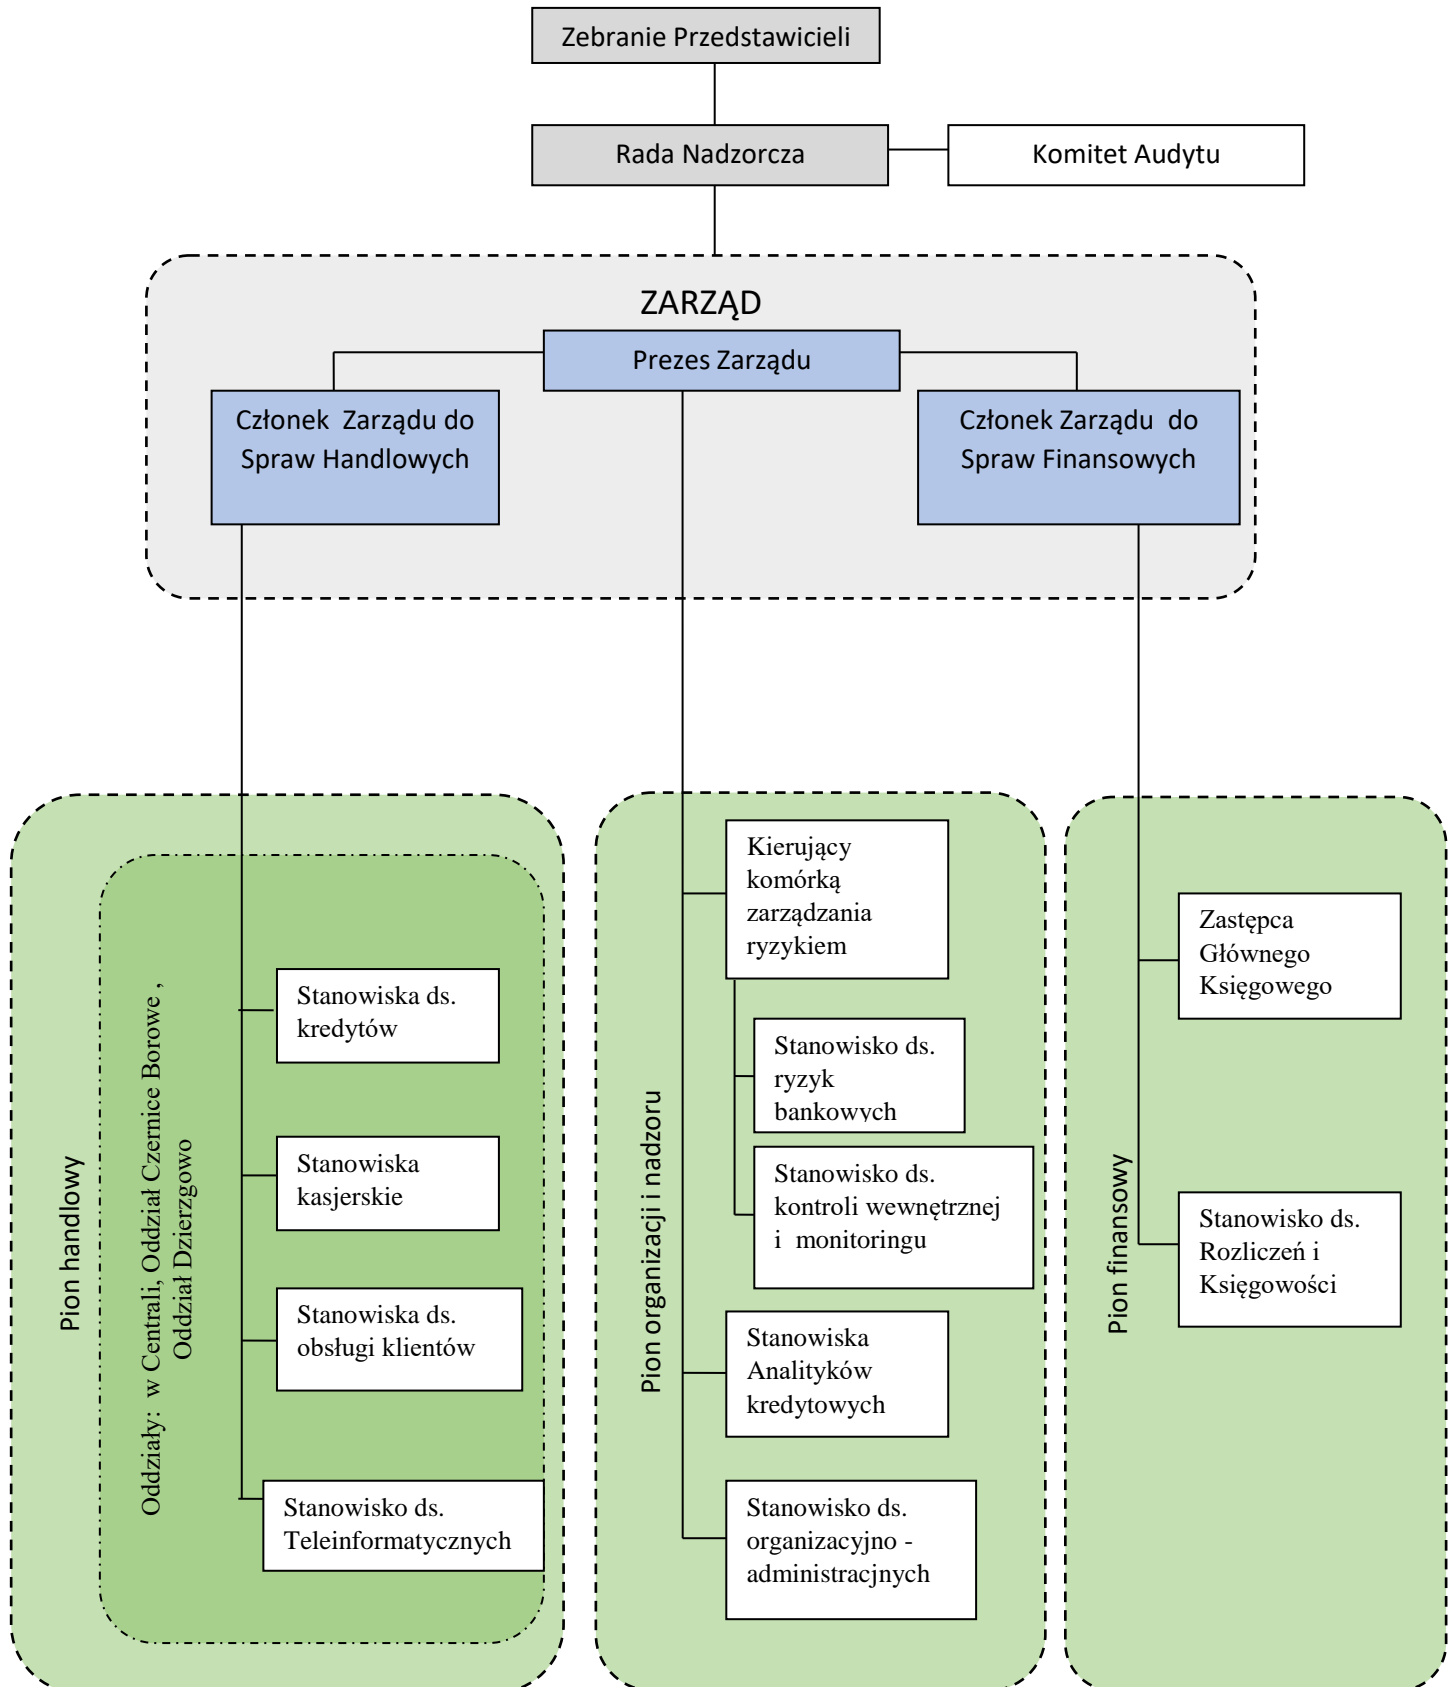 Zebranie Przedstawicieli
Rada Nadzorcza
Komitet Audytu
ZARZĄD
Prezes Zarządu
Członek Zarządu do
Spraw Handlowych
Członek Zarządu do
Spraw Finansowych
Pion handlowy
Oddziały: w Centrali, Oddział Czernice Borowe ,
Oddział Dzierzgowo
Stanowiska ds.
kredytów
Stanowiska
kasjerskie
Stanowiska ds.
obsługi klientów
Stanowisko ds.
Teleinformatycznych
Pion organizacji i nadzoru
Kierujący
komórką
zarządzania
ryzykiem
Stanowisko ds.
ryzyk
bankowych
Stanowisko ds.
kontroli wewnętrznej
i monitoringu
Stanowiska
Analityków
kredytowych
Stanowisko ds.
organizacyjno -
administracjnych
Pion finansowy
Zastępca
Głównego
Księgowego
Stanowisko ds.
Rozliczeń i
Księgowości